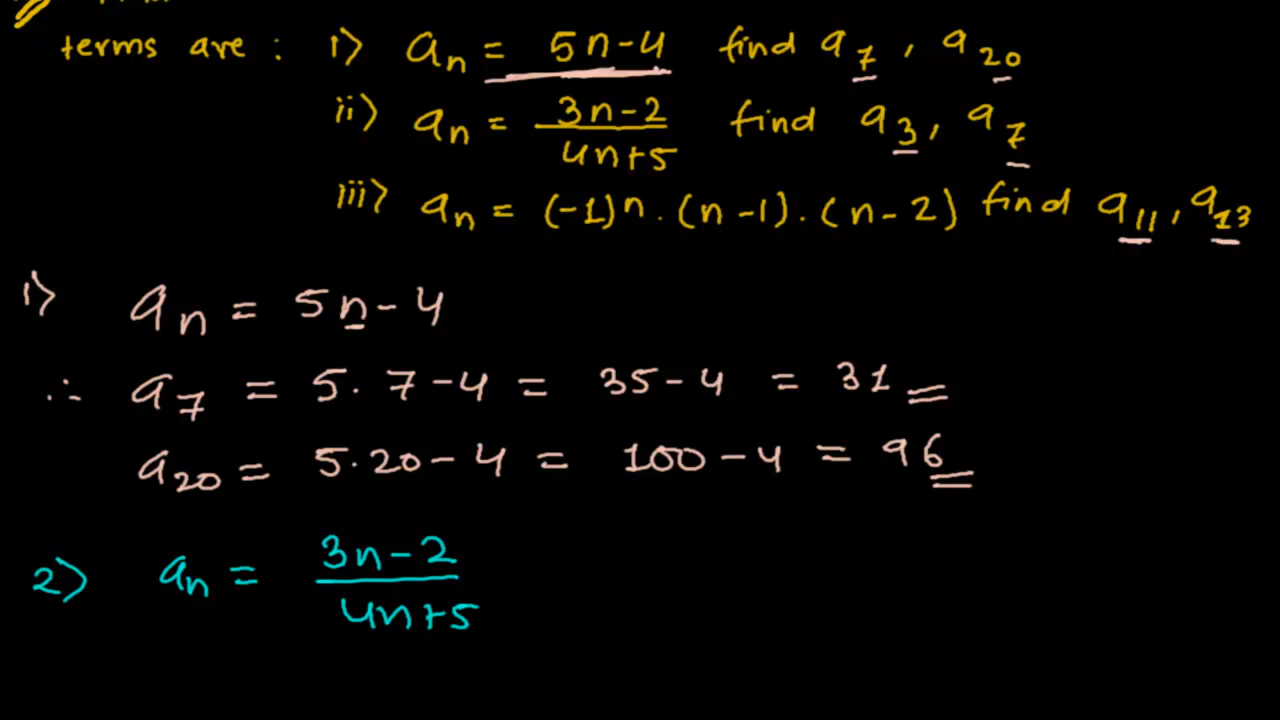 terms are : i) aₙ = 5n-4 find a₇, a₂₀
ii) aₙ = (3n-2)/(4n+5) find a₃, a₇
iii) aₙ = (-1)ⁿ.(n-1).(n-2) find a₁₁, a₁₃
1) aₙ = 5n-4
∴ a₇ = 5.7-4 = 35-4 = 31
a₂₀ = 5.20-4 = 100-4 = 96
2) aₙ = (3n-2)/(4n+5)